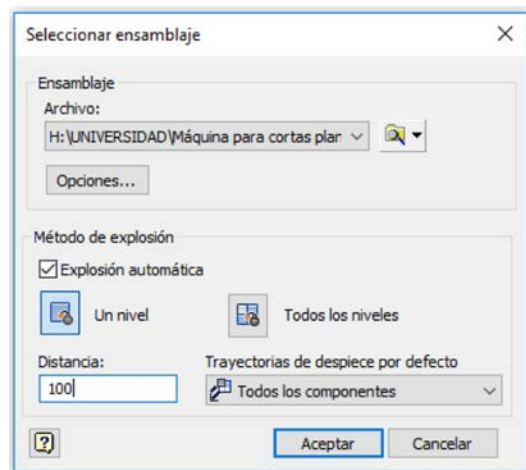 Seleccionar ensamblaje
Ensamblaje
Archivo:
H:\UNIVERSIDAD\Máquina para cortas plan
Opciones...
Método de explosión
Explosión automática
Un nivel
Todos los niveles
Distancia:
Trayectorias de despiece por defecto
100
Todos los componentes
Aceptar
Cancelar